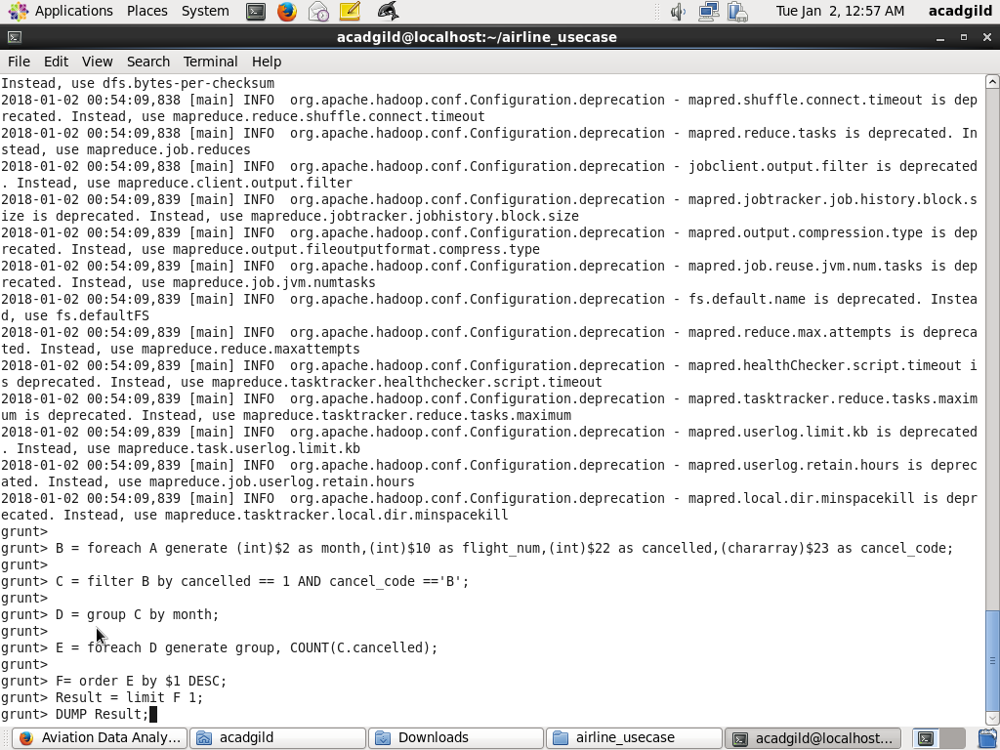 Applications Places System Tue Jan 2, 12:57 AM acadgild
acadgild@localhost:~/airline_usecase
File Edit View Search Terminal Help
Instead, use dfs.bytes-per-checksum
2018-01-02 00:54:09,838 [main] INFO  org.apache.hadoop.conf.Configuration.deprecation - mapred.shuffle.connect.timeout is dep
recated. Instead, use mapreduce.reduce.shuffle.connect.timeout
2018-01-02 00:54:09,838 [main] INFO  org.apache.hadoop.conf.Configuration.deprecation - mapred.reduce.tasks is deprecated. In
stead, use mapreduce.job.reduces
2018-01-02 00:54:09,838 [main] INFO  org.apache.hadoop.conf.Configuration.deprecation - jobclient.output.filter is deprecated
. Instead, use mapreduce.client.output.filter
2018-01-02 00:54:09,839 [main] INFO  org.apache.hadoop.conf.Configuration.deprecation - mapred.jobtracker.job.history.block.s
ize is deprecated. Instead, use mapreduce.jobtracker.jobhistory.block.size
2018-01-02 00:54:09,839 [main] INFO  org.apache.hadoop.conf.Configuration.deprecation - mapred.output.compression.type is dep
recated. Instead, use mapreduce.output.fileoutputformat.compress.type
2018-01-02 00:54:09,839 [main] INFO  org.apache.hadoop.conf.Configuration.deprecation - mapred.job.reuse.jvm.num.tasks is dep
recated. Instead, use mapreduce.job.jvm.numtasks
2018-01-02 00:54:09,839 [main] INFO  org.apache.hadoop.conf.Configuration.deprecation - fs.default.name is deprecated. Instea
d, use fs.defaultFS
2018-01-02 00:54:09,839 [main] INFO  org.apache.hadoop.conf.Configuration.deprecation - mapred.reduce.max.attempts is depreca
ted. Instead, use mapreduce.reduce.maxattempts
2018-01-02 00:54:09,839 [main] INFO  org.apache.hadoop.conf.Configuration.deprecation - mapred.healthChecker.script.timeout i
s deprecated. Instead, use mapreduce.tasktracker.healthchecker.script.timeout
2018-01-02 00:54:09,839 [main] INFO  org.apache.hadoop.conf.Configuration.deprecation - mapred.tasktracker.reduce.tasks.maxim
um is deprecated. Instead, use mapreduce.tasktracker.reduce.tasks.maximum
2018-01-02 00:54:09,839 [main] INFO  org.apache.hadoop.conf.Configuration.deprecation - mapred.userlog.limit.kb is deprecated
. Instead, use mapreduce.task.userlog.limit.kb
2018-01-02 00:54:09,839 [main] INFO  org.apache.hadoop.conf.Configuration.deprecation - mapred.userlog.retain.hours is deprec
ated. Instead, use mapreduce.job.userlog.retain.hours
2018-01-02 00:54:09,839 [main] INFO  org.apache.hadoop.conf.Configuration.deprecation - mapred.local.dir.minspacekill is depr
ecated. Instead, use mapreduce.tasktracker.local.dir.minspacekill
grunt>
grunt> B = foreach A generate (int)$2 as month,(int)$10 as flight_num,(int)$22 as cancelled,(chararray)$23 as cancel_code;
grunt>
grunt> C = filter B by cancelled == 1 AND cancel_code =='B';
grunt>
grunt> D = group C by month;
grunt>
grunt> E = foreach D generate group, COUNT(C.cancelled);
grunt>
grunt> F= order E by $1 DESC;
grunt> Result = limit F 1;
grunt> DUMP Result;
Aviation Data Analy... acadgild Downloads airline_usecase acadgild@localhost...